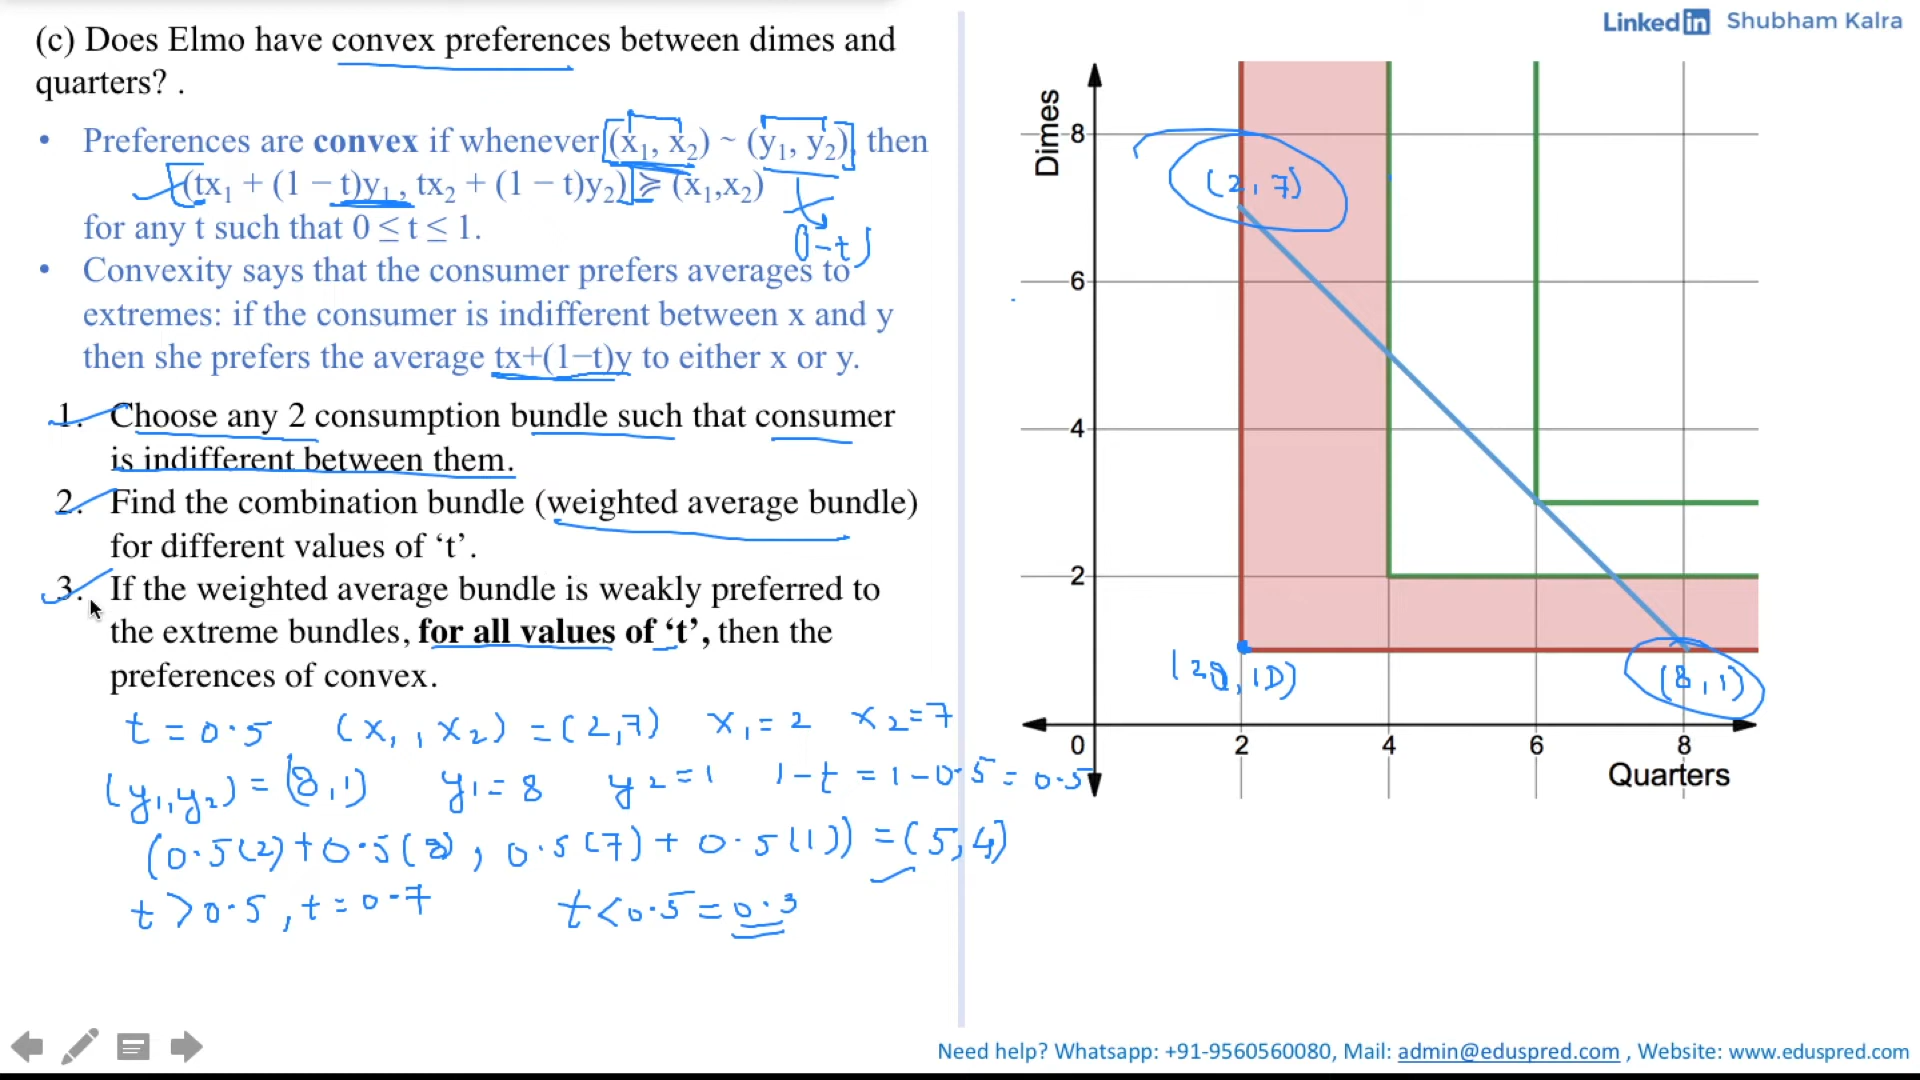 (c) Does Elmo have convex preferences between dimes and
quarters? .
• Preferences are convex if whenever (x₁, x₂) ~ (y₁, y₂), then
(tx₁ + (1 − t)y₁ , tx₂ + (1 − t)y₂) ≽ (x₁,x₂)
for any t such that 0 ≤ t ≤ 1.
(1-t)
• Convexity says that the consumer prefers averages to
extremes: if the consumer is indifferent between x and y
then she prefers the average tx+(1−t)y to either x or y.
1. Choose any 2 consumption bundle such that consumer
is indifferent between them.
2. Find the combination bundle (weighted average bundle)
for different values of ‘t’.
3. If the weighted average bundle is weakly preferred to
the extreme bundles, for all values of ‘t’, then the
preferences of convex.
t = 0.5 (x₁, x₂) = (2,7) x₁ = 2 x₂=7
(y₁,y₂) = (8,1) y₁ = 8 y₂ = 1 1-t = 1-0.5 = 0.5
(0.5(2)+0.5(8), 0.5(7)+0.5(1)) = (5,4)
t > 0.5, t = 0.7 t < 0.5 = 0.3
Linked in Shubham Kalra
Dimes
8
(2,7)
6
4
2
(2Q,1D)
(8,1)
0 2 4 6 8
Quarters
Need help? Whatsapp: +91-9560560080, Mail: admin@eduspred.com , Website: www.eduspred.com